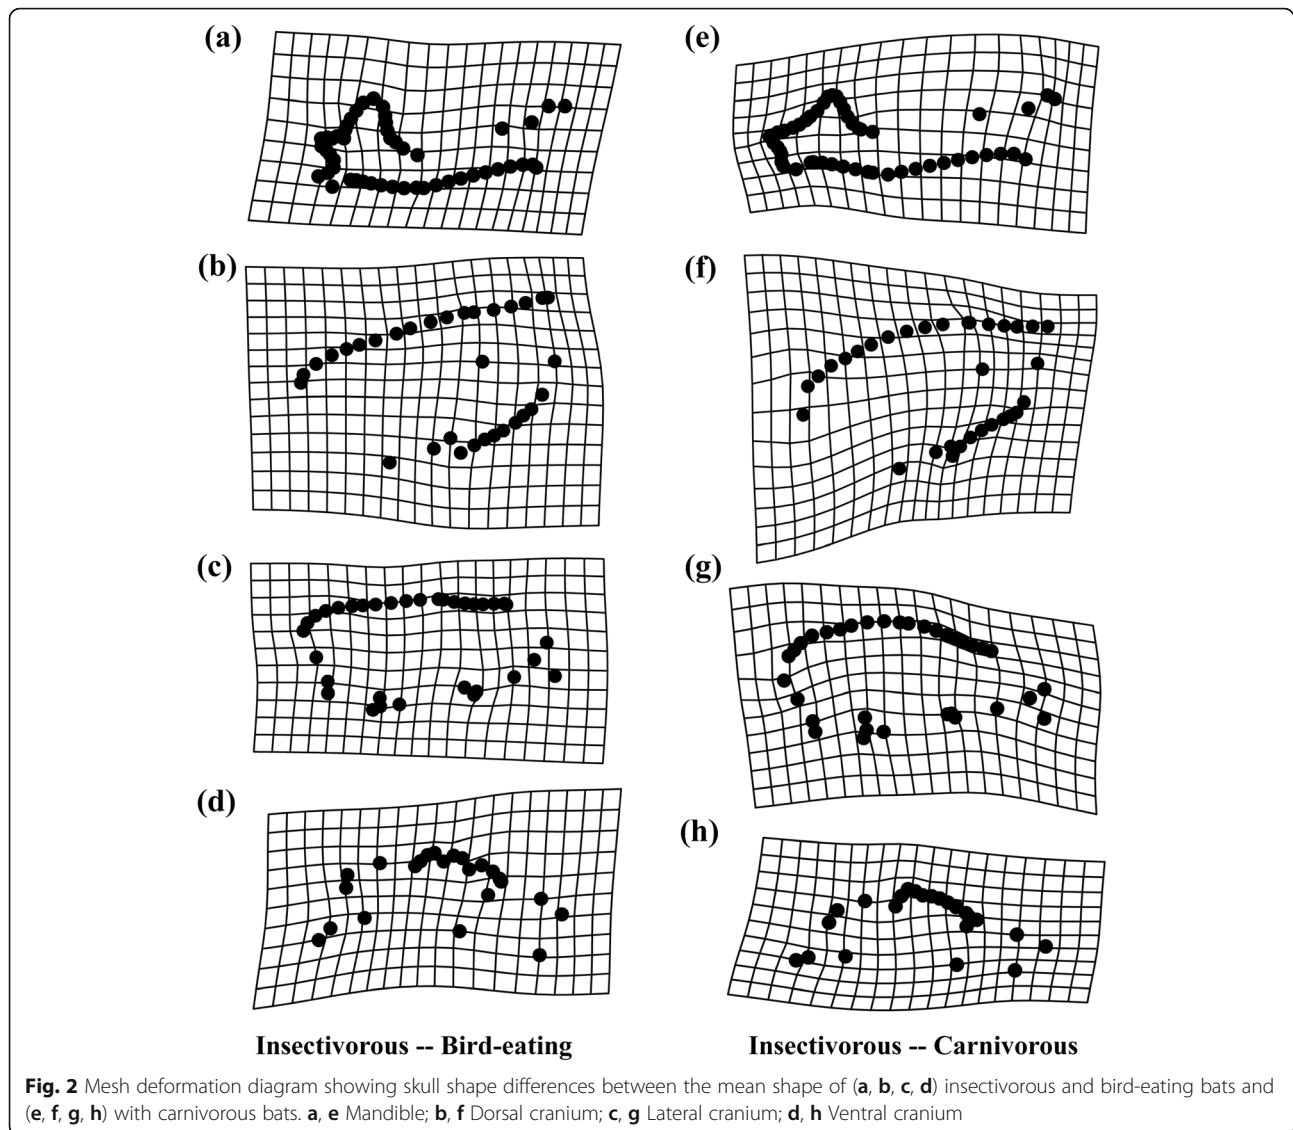 (a)
(e)
(b)
(f)
(c)
(g)
(d)
(h)
Insectivorous -- Bird-eating
Insectivorous -- Carnivorous
Fig. 2 Mesh deformation diagram showing skull shape differences between the mean shape of (a, b, c, d) insectivorous and bird-eating bats and
(e, f, g, h) with carnivorous bats. a, e Mandible; b, f Dorsal cranium; c, g Lateral cranium; d, h Ventral cranium